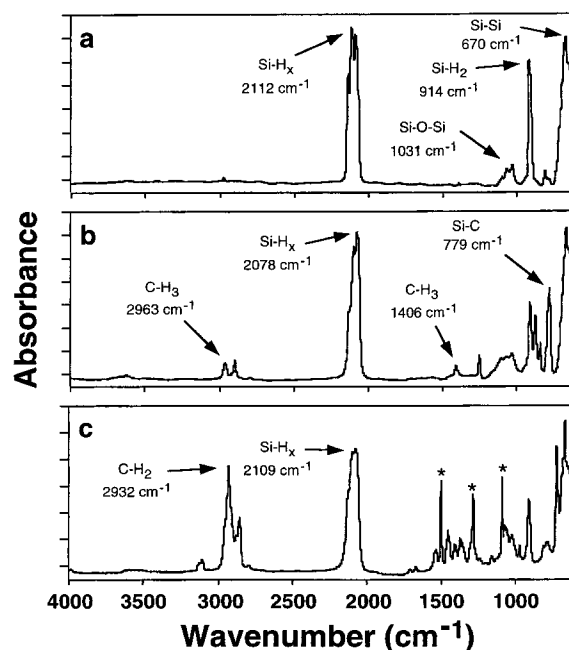 a
Si-Hx
2112 cm-1
Si-Si
670 cm-1
Si-H2
914 cm-1
Si-O-Si
1031 cm-1
b
Si-Hx
2078 cm-1
Si-C
779 cm-1
C-H3
2963 cm-1
C-H3
1406 cm-1
c
Si-Hx
2109 cm-1
C-H2
2932 cm-1
* * *
Absorbance
4000 3500 3000 2500 2000 1500 1000
Wavenumber (cm-1)